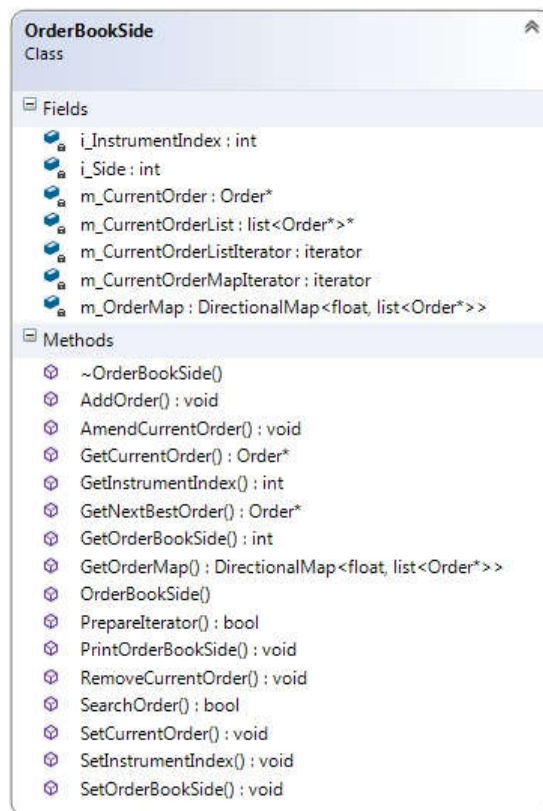 OrderBookSide
Class
Fields
i_InstrumentIndex : int
i_Side : int
m_CurrentOrder : Order*
m_CurrentOrderList : list<Order*>*
m_CurrentOrderListIterator : iterator
m_CurrentOrderMapIterator : iterator
m_OrderMap : DirectionalMap<float, list<Order*>>
Methods
~OrderBookSide()
AddOrder() : void
AmendCurrentOrder() : void
GetCurrentOrder() : Order*
GetInstrumentIndex() : int
GetNextBestOrder() : Order*
GetOrderBookSide() : int
GetOrderMap() : DirectionalMap<float, list<Order*>>
OrderBookSide()
PrepareIterator() : bool
PrintOrderBookSide() : void
RemoveCurrentOrder() : void
SearchOrder() : bool
SetCurrentOrder() : void
SetInstrumentIndex() : void
SetOrderBookSide() : void